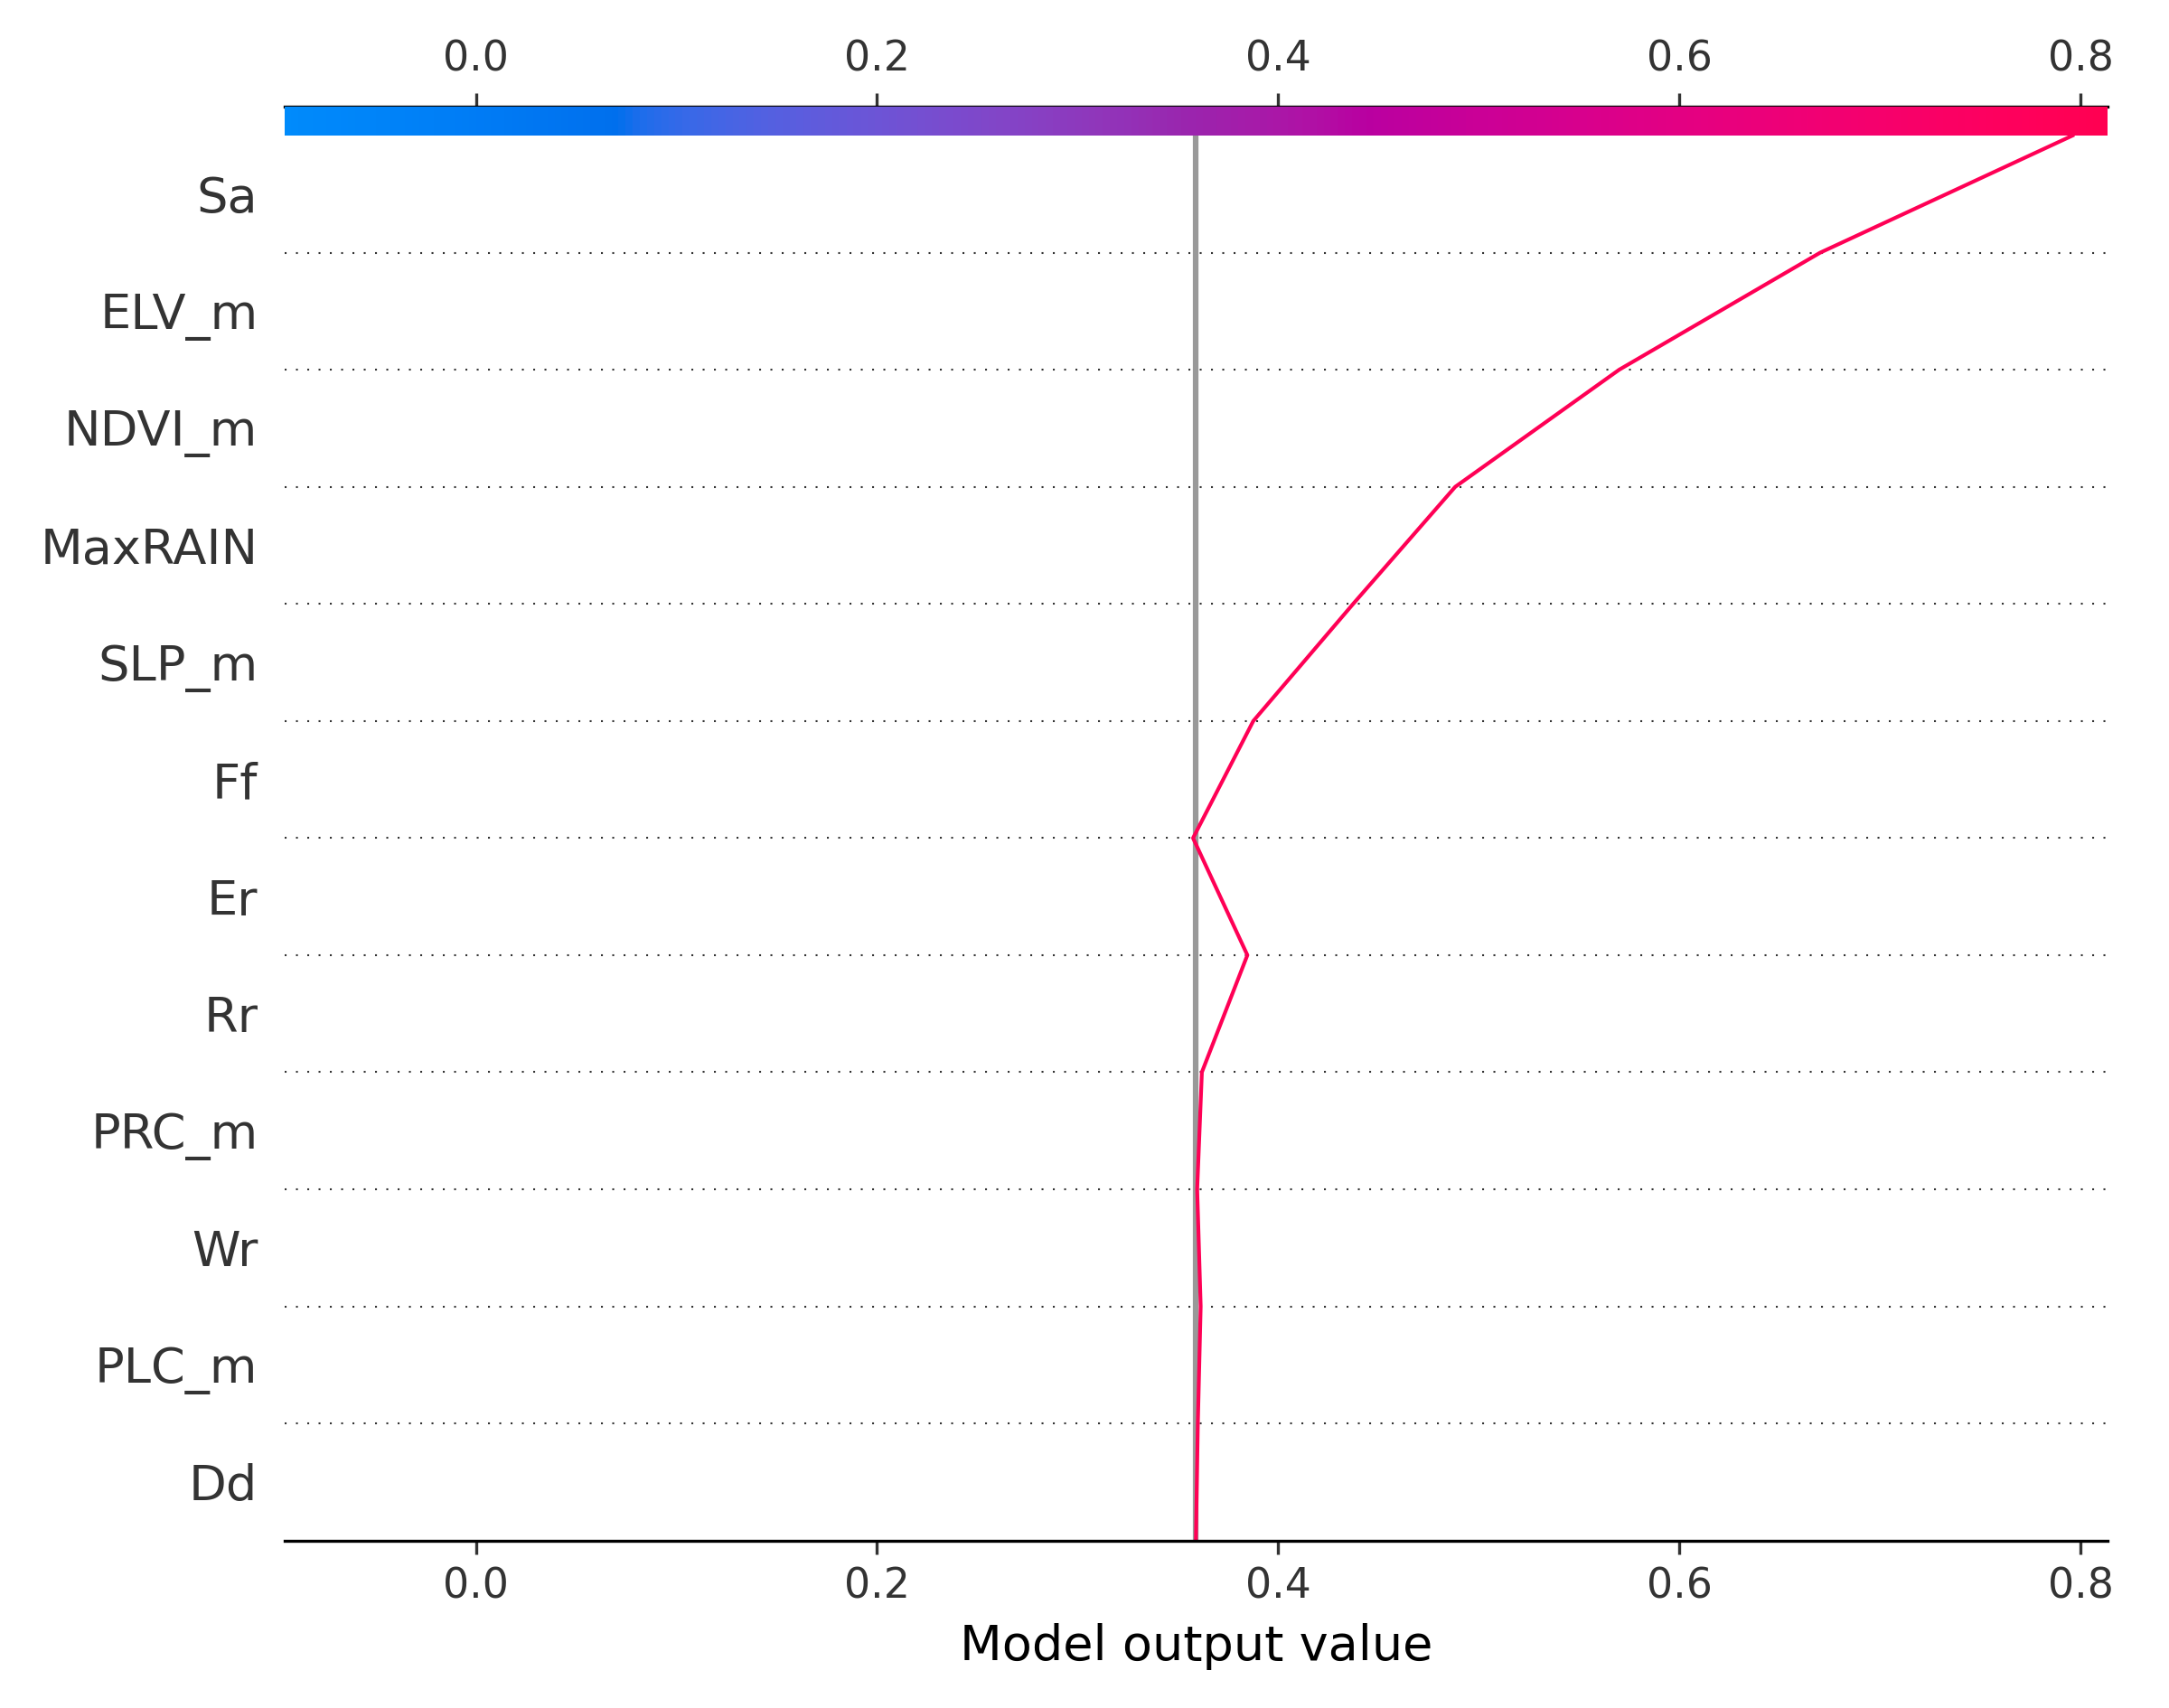 0.0 0.2 0.4 0.6 0.8
Sa
ELV_m
NDVI_m
MaxRAIN
SLP_m
Ff
Er
Rr
PRC_m
Wr
PLC_m
Dd
0.0 0.2 0.4 0.6 0.8
Model output value